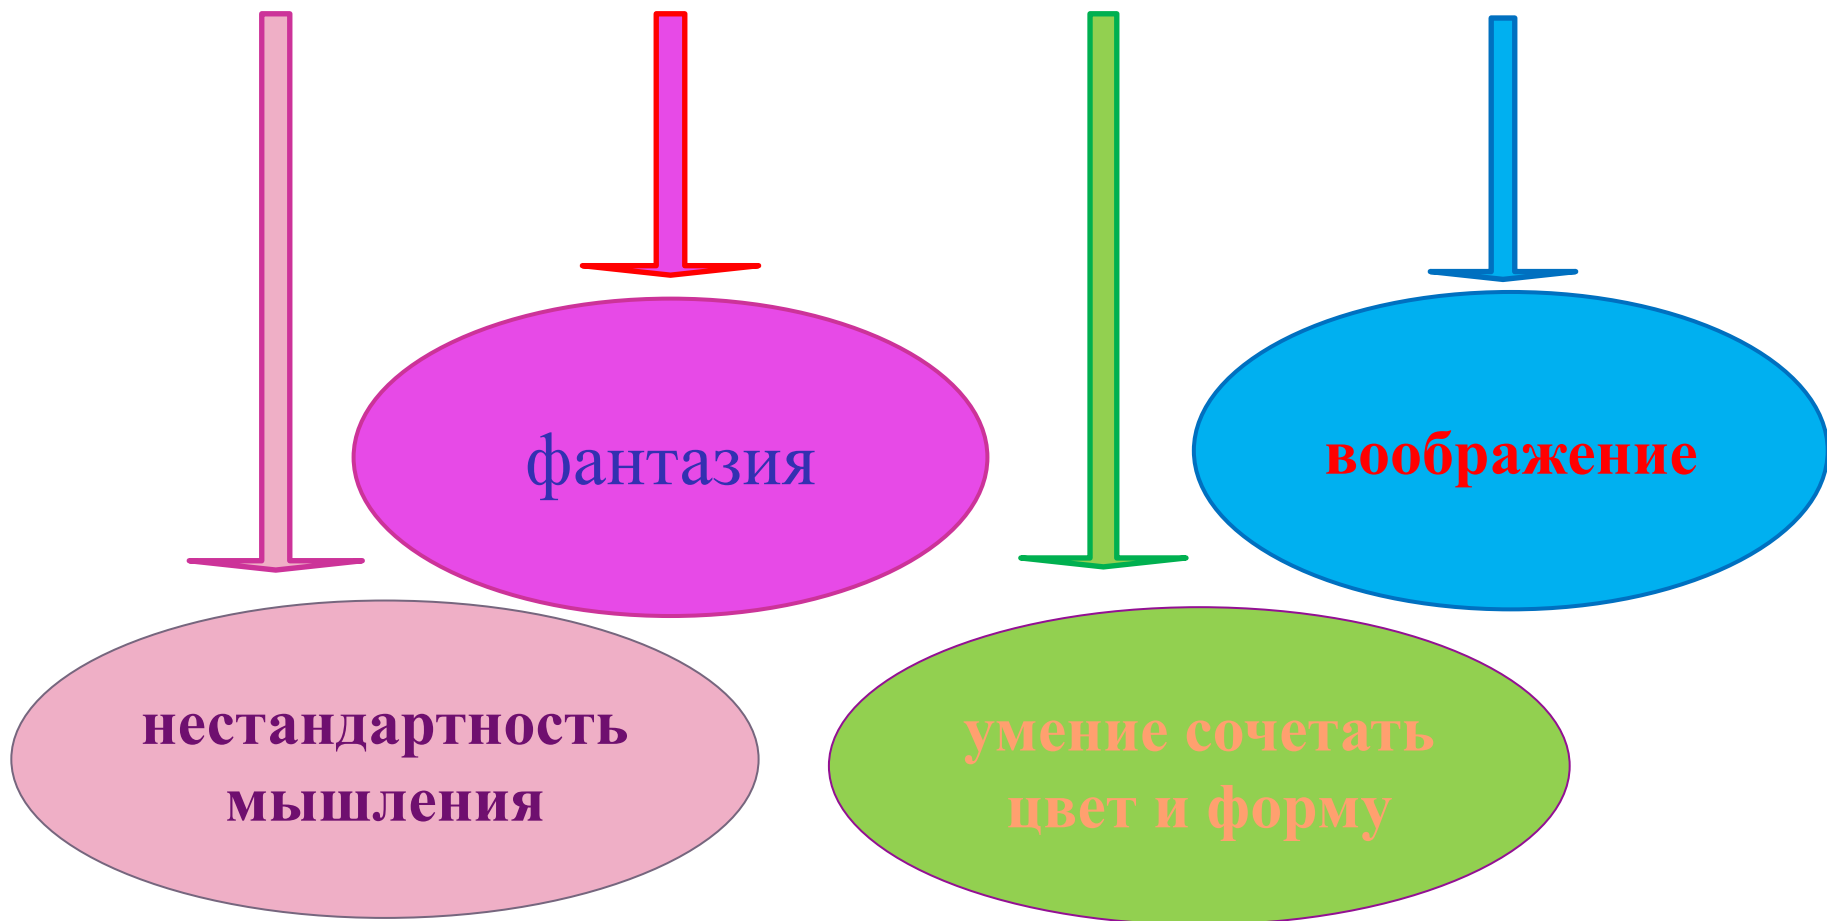 фантазия
воображение
нестандартность
мышления
умение сочетать
цвет и форму